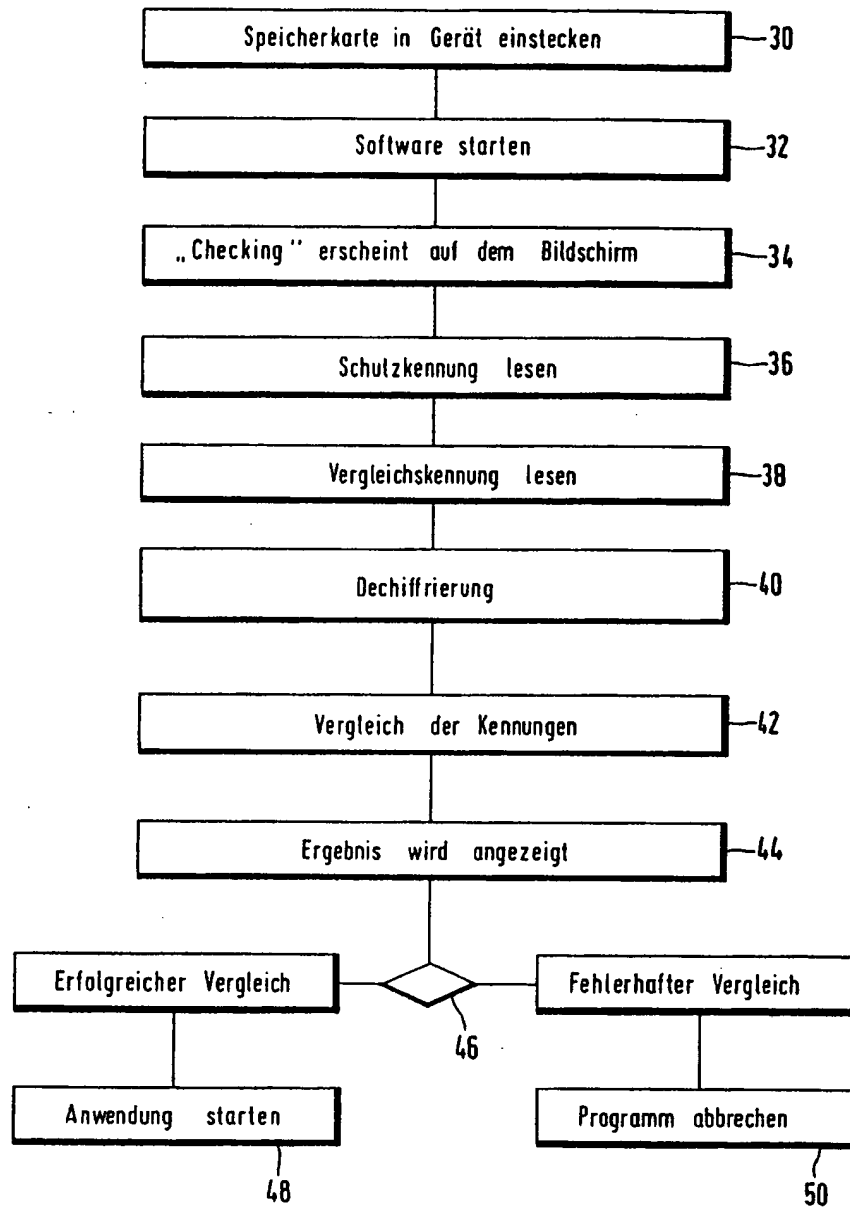 Speicherkarte in Gerät einstecken 30
Software starten 32
„Checking" erscheint auf dem Bildschirm 34
Schutzkennung lesen 36
Vergleichskennung lesen 38
Dechiffrierung 40
Vergleich der Kennungen 42
Ergebnis wird angezeigt 44
Erfolgreicher Vergleich
46
Fehlerhafter Vergleich
Anwendung starten
48
Programm abbrechen
50